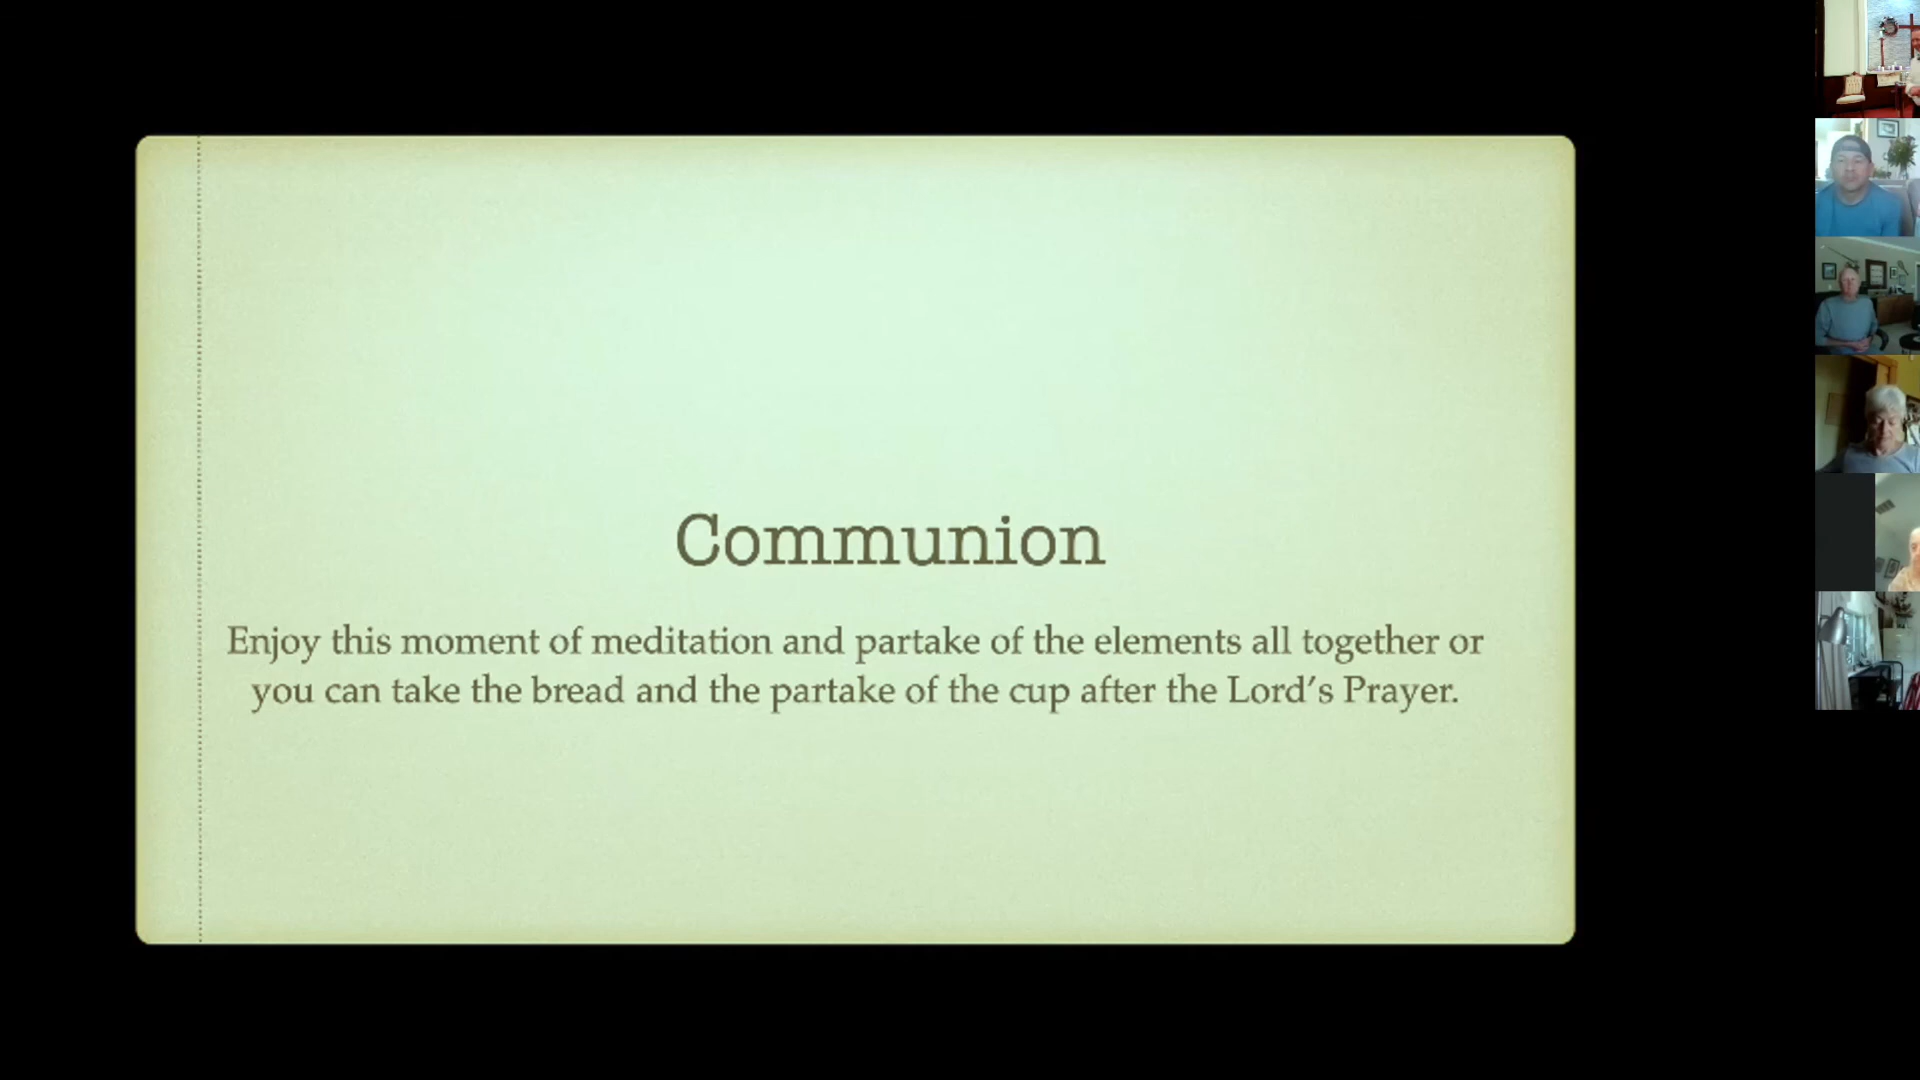 Communion
Enjoy this moment of meditation and partake of the elements all together or
you can take the bread and the partake of the cup after the Lord's Prayer.